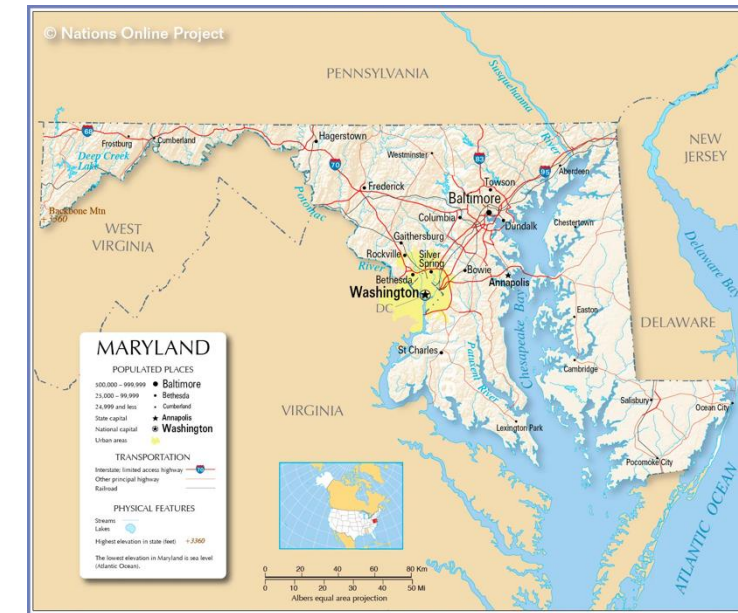 © Nations Online Project
PENNSYLVANIA
Susquehanna
River
NEW
JERSEY
68
Frostburg
Cumberland
Deep Creek
Lake
Hagerstown
70
Westminster
83
95
Aberdeen
Backbone Mtn
+ 3360
WEST
VIRGINIA
Potomac
River
Frederick
Towson
Baltimore
Columbia
Dundalk
Chestertown
Gaithersburg
Rockville
Silver
Spring
Bethesda
Bowie
Annapolis
Washington
DC
Chesapeake Bay
Delaware Bay
Easton
DELAWARE
St Charles
Patuxent River
Cambridge
VIRGINIA
Lexington Park
Salisbury
Ocean City
Pocomoke City
ATLANTIC OCEAN
MARYLAND
POPULATED PLACES
500,000 – 999,999 Baltimore
25,000 – 99,999 Bethesda
24,999 and less Cumberland
State capital Annapolis
National capital Washington
Urban areas
TRANSPORTATION
Interstate; limited access highway
Other principal highway
Railroad
PHYSICAL FEATURES
Streams
Lakes
Highest elevation in state (feet) +3360
The lowest elevation in Maryland is sea level
(Atlantic Ocean).
0 20 40 60 80 Km
0 10 20 30 40 50 Mi
Albers equal area projection